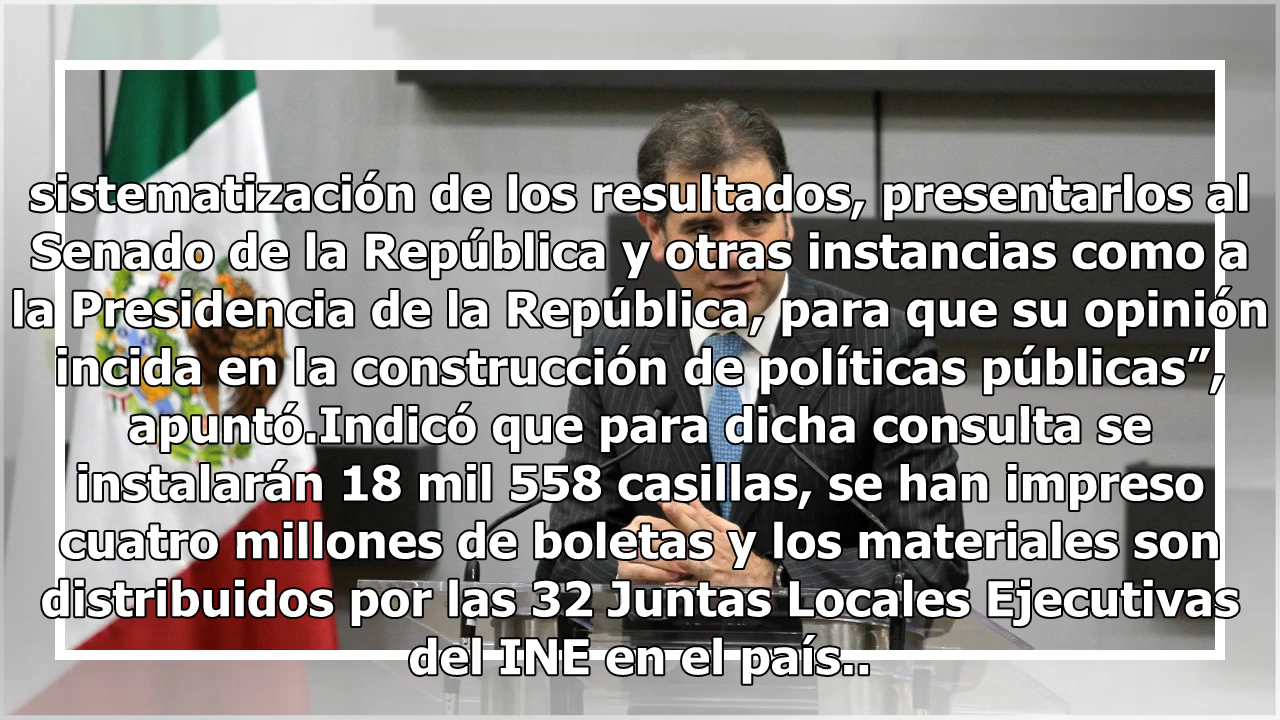 sistematización de los resultados, presentarlos al
Senado de la República y otras instancias como a
la Presidencia de la República, para que su opinión
incida en la construcción de políticas públicas”,
apuntó.Indicó que para dicha consulta se
instalarán 18 mil 558 casillas, se han impreso
cuatro millones de boletas y los materiales son
distribuidos por las 32 Juntas Locales Ejecutivas
del INE en el país..